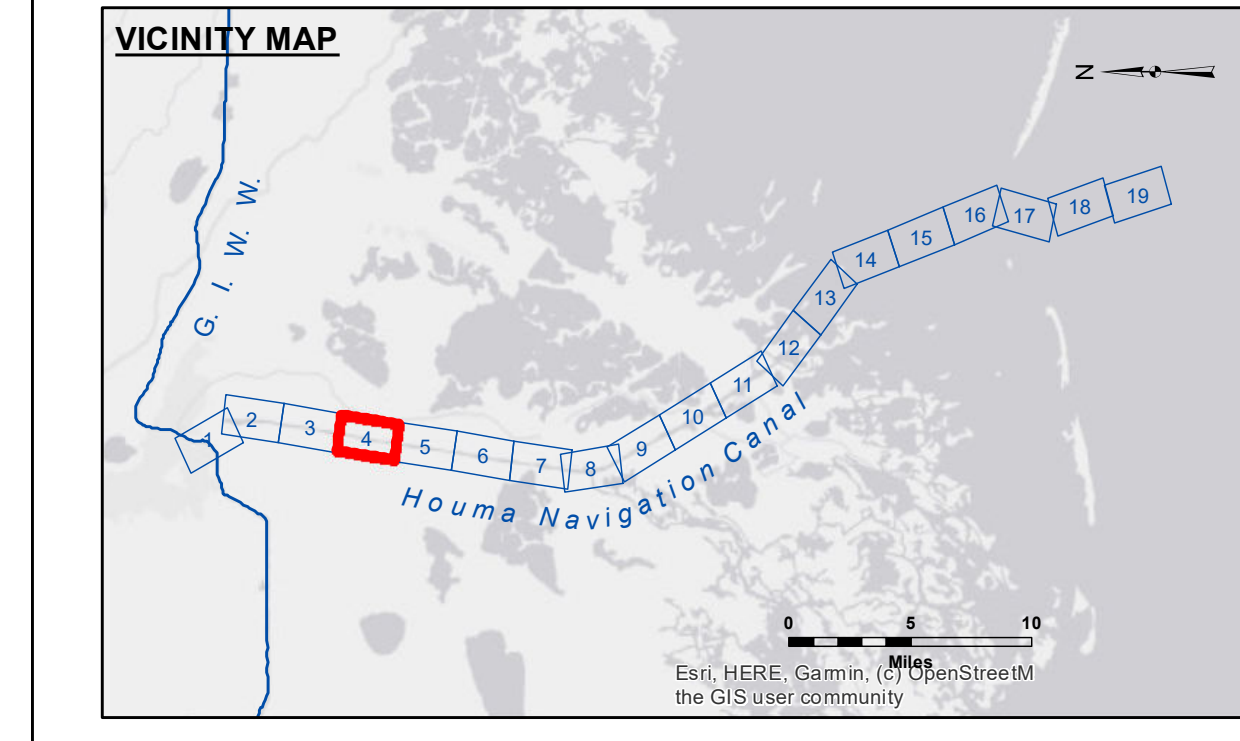 VICINITY MAP
N
G. I. W. W.
1
2
3
4
5
6
7
8
9
10
11
12
13
14
15
16
17
18
19
Houma Navigation Canal
0 5 10
Miles
Esri, HERE, Garmin, (c) OpenStreetM
the GIS user community